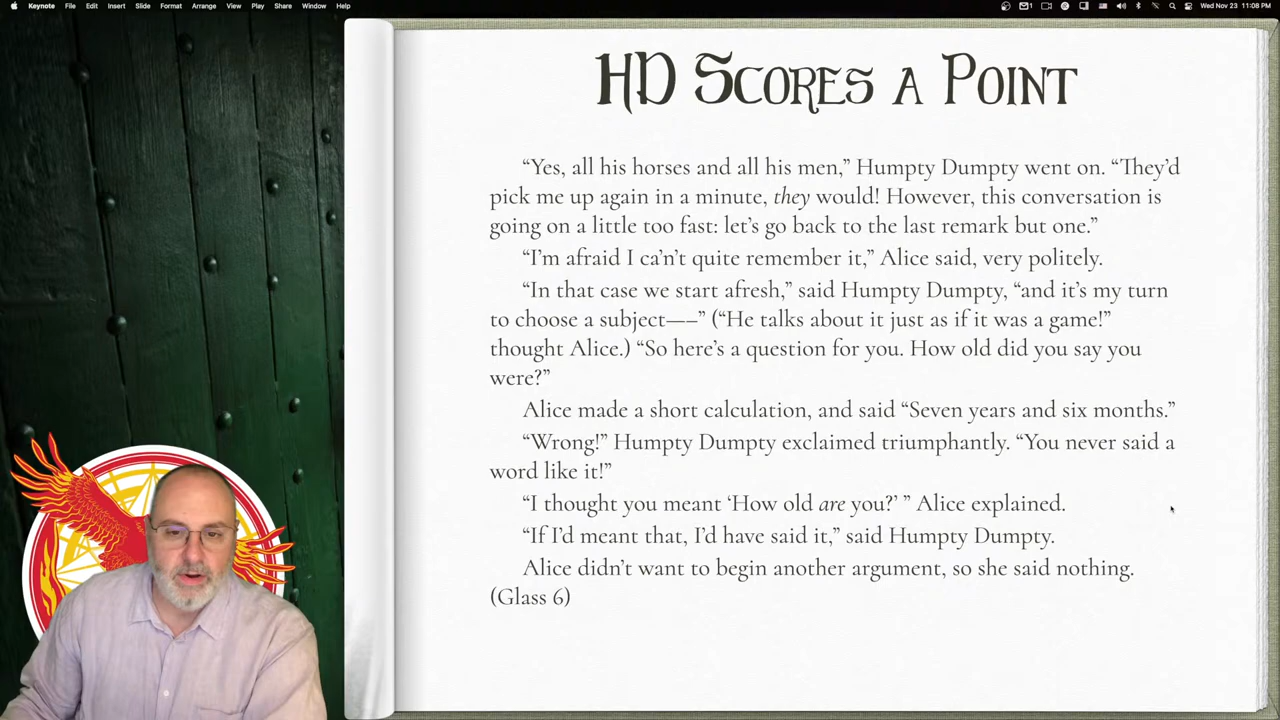 Keynote File Edit Insert Slide Format Arrange View Play Share Window Help
1 Wed Nov 23 11:08 PM
HD Scores a Point
“Yes, all his horses and all his men,” Humpty Dumpty went on. “They’d
pick me up again in a minute, they would! However, this conversation is
going on a little too fast: let’s go back to the last remark but one.”
“I’m afraid I ca’n’t quite remember it,” Alice said, very politely.
“In that case we start afresh,” said Humpty Dumpty, “and it’s my turn
to choose a subject——” (“He talks about it just as if it was a game!”
thought Alice.) “So here’s a question for you. How old did you say you
were?”
Alice made a short calculation, and said “Seven years and six months.”
“Wrong!” Humpty Dumpty exclaimed triumphantly. “You never said a
word like it!”
“I thought you meant ‘How old are you?’ ” Alice explained.
“If I’d meant that, I’d have said it,” said Humpty Dumpty.
Alice didn’t want to begin another argument, so she said nothing.
(Glass 6)